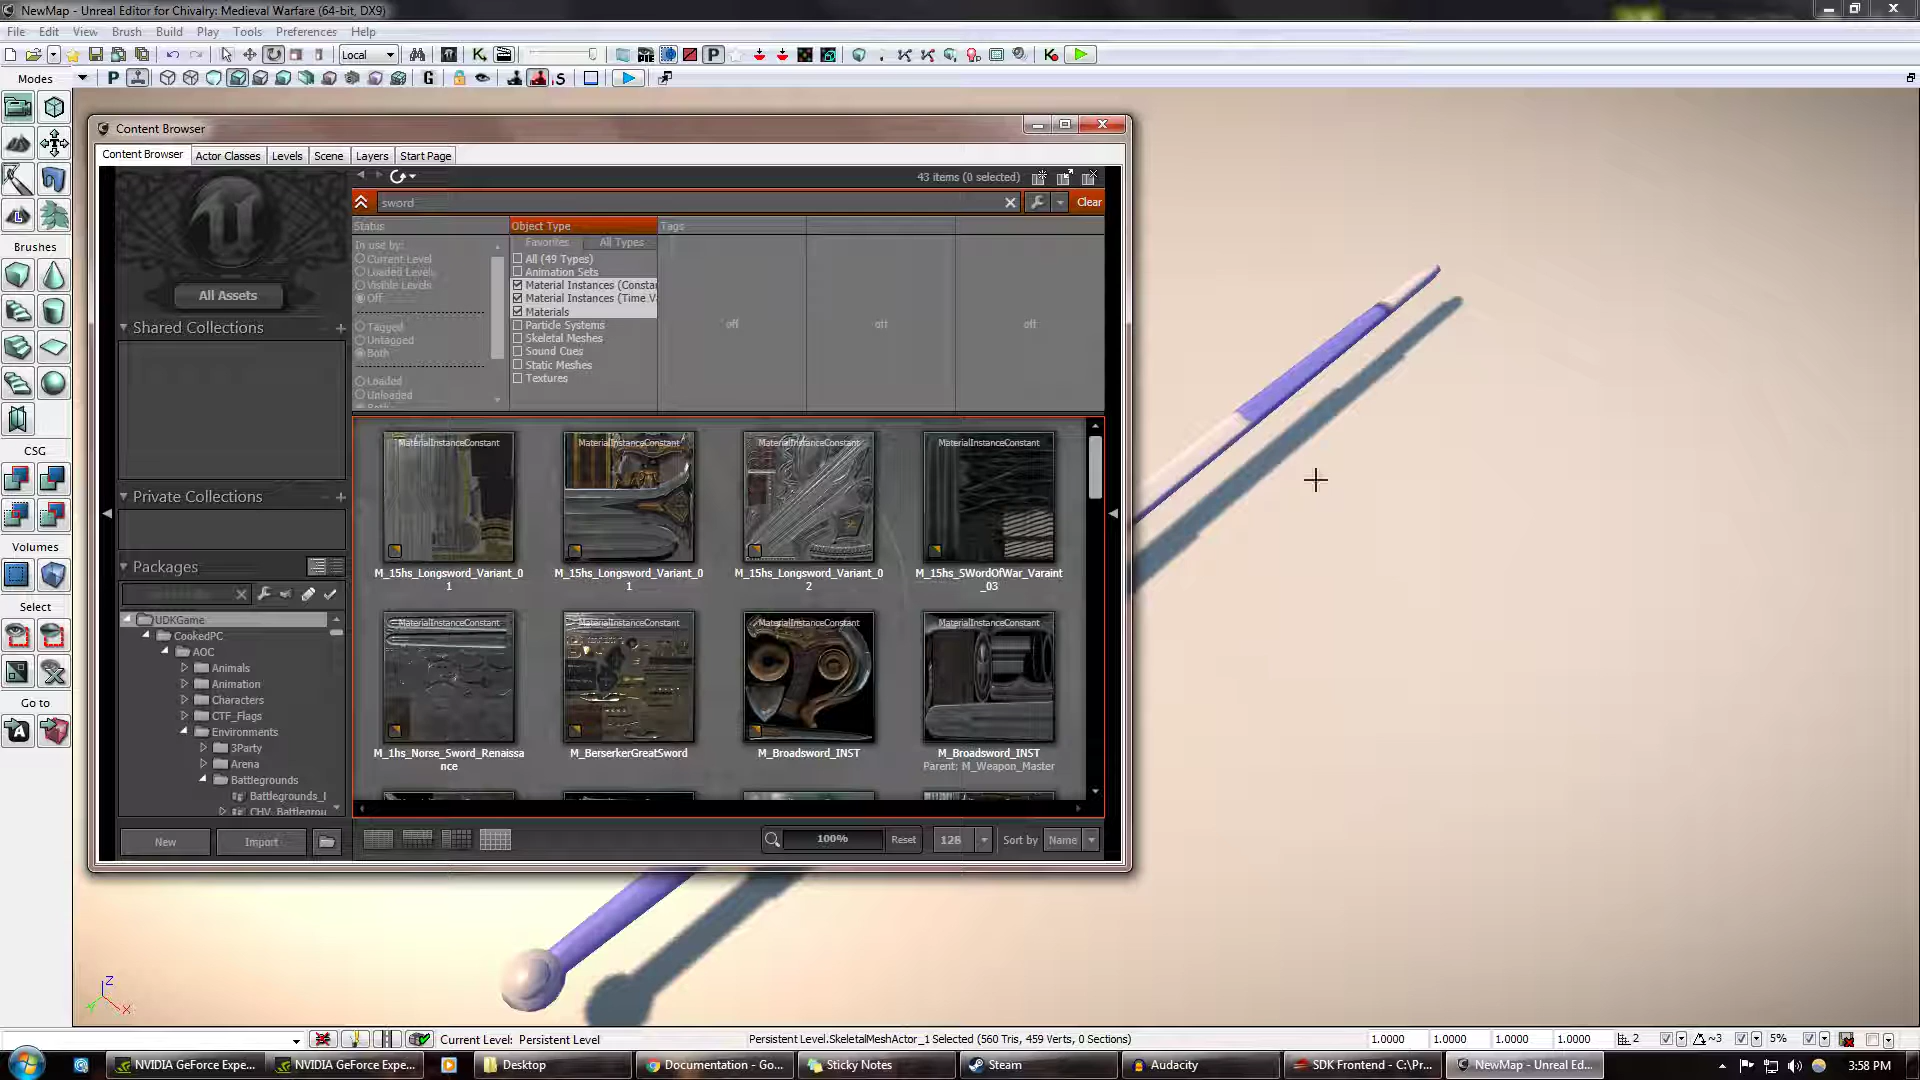 NewMap - Unreal Editor for Chivalry: Medieval Warfare (64-bit, DX9)
File Edit View Brush Build Play Tools Preferences Help
Local
Modes
Content Browser
Content Browser Actor Classes Levels Scene Layers Start Page
43 items (0 selected)
sword
Clear
Status
Object Type
Tags
In use by:
Current Level
Loaded Level
Visible Levels
Off
Tagged
Untagged
Both
Loaded
Unloaded
Favorites All Types
All (49 Types)
Animation Sets
Material Instances (Constar
Material Instances (Time V
Materials
Particle Systems
Skeletal Meshes
Sound Cues
Static Meshes
Textures
off off off
All Assets
Shared Collections
Private Collections
Packages
UDKGame
CookedPC
AOC
Animals
Animation
Characters
CTF_Flags
Environments
3Party
Arena
Battlegrounds
Battlegrounds_I
CHV_Battlegrou
New Import
MaterialInstanceConstant MaterialInstanceConstant MaterialInstanceConstant MaterialInstanceConstant
M_15hs_Longsword_Variant_0 M_15hs_Longsword_Variant_0 M_15hs_Longsword_Variant_0 M_15hs_SWordOfWar_Varaint
1 1 2 _03
MaterialInstanceConstant MaterialInstanceConstant MaterialInstanceConstant MaterialInstanceConstant
M_1hs_Norse_Sword_Renaissa M_BerserkerGreatSword M_Broadsword_INST M_Broadsword_INST
nce Parent: M_Weapon_Master
100% Reset 128 Sort by Name
Brushes
CSG
Volumes
Select
Go to
Z
X
Current Level: Persistent Level
Persistent Level.SkeletalMeshActor_1 Selected (560 Tris, 459 Verts, 0 Sections)
1.0000 1.0000 1.0000 1.0000 2 ~3 5%
NVIDIA GeForce Expe... NVIDIA GeForce Expe... Desktop Documentation - Go... Sticky Notes Steam Audacity SDK Frontend - C:\Pr... NewMap - Unreal Ed... 3:58 PM